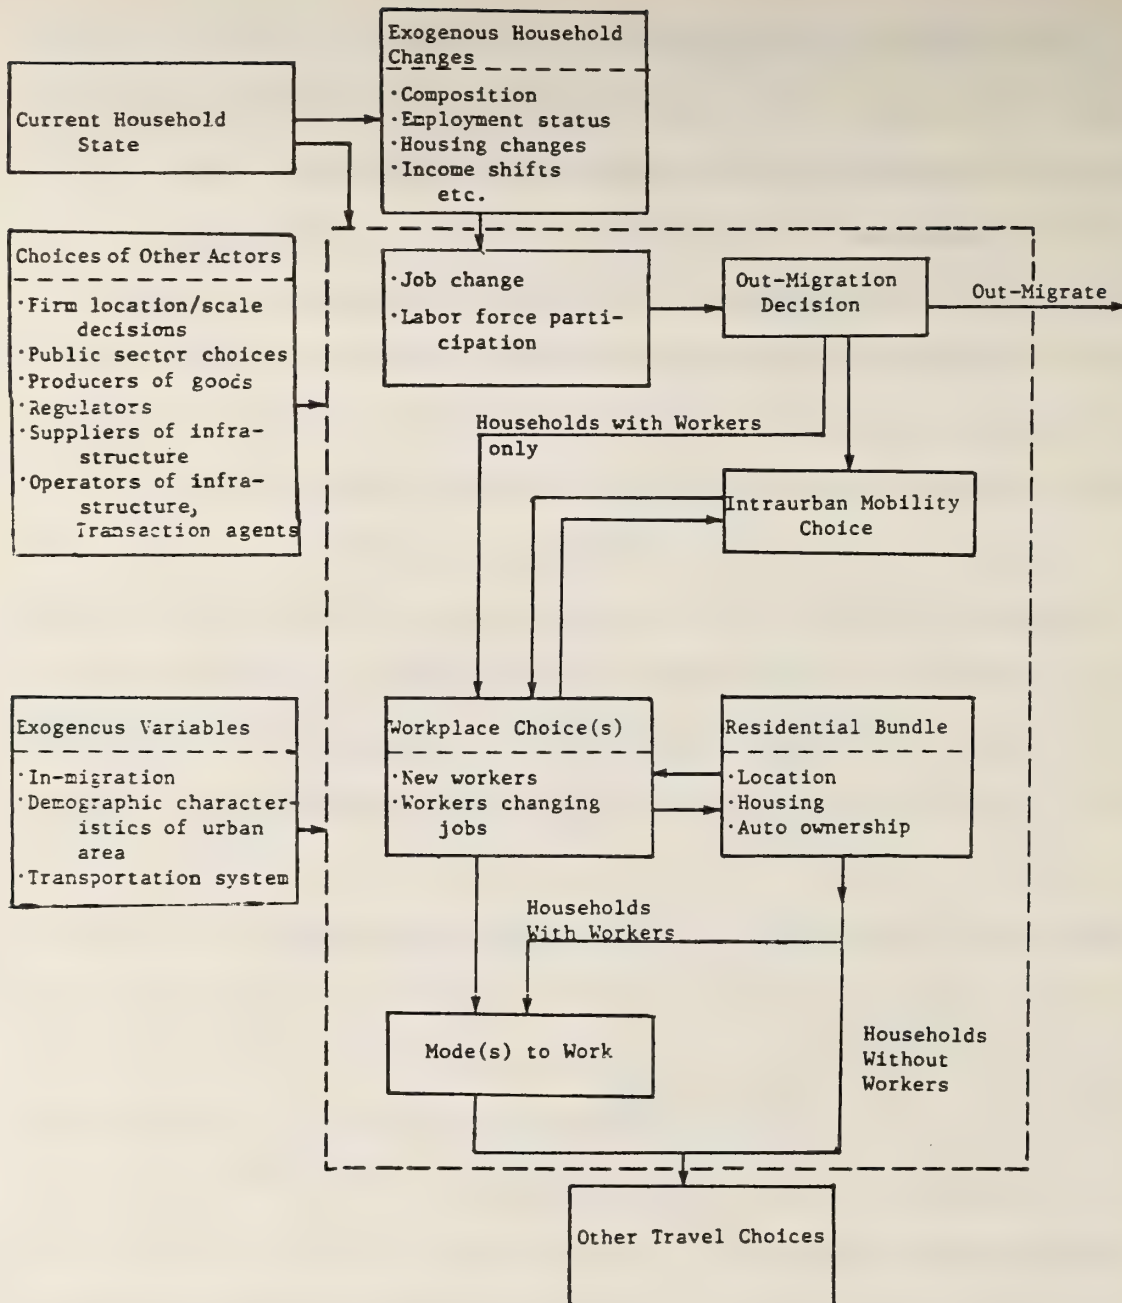 Exogenous Household
Changes
·Composition
·Employment status
·Housing changes
·Income shifts
etc.
Current Household
State
Choices of Other Actors
·Firm location/scale
decisions
·Public sector choices
·Producers of goods
·Regulators
·Suppliers of infra-
structure
·Operators of infra-
structure,
Transaction agents
·Job change
·Labor force parti-
cipation
Out-Migration
Decision
Out-Migrate
Households with Workers
only
Intraurban Mobility
Choice
Exogenous Variables
·In-migration
·Demographic character-
istics of urban
area
·Transportation system
Workplace Choice(s)
·New workers
·Workers changing
jobs
Residential Bundle
·Location
·Housing
·Auto ownership
Households
With Workers
Mode(s) to Work
Households
Without
Workers
Other Travel Choices